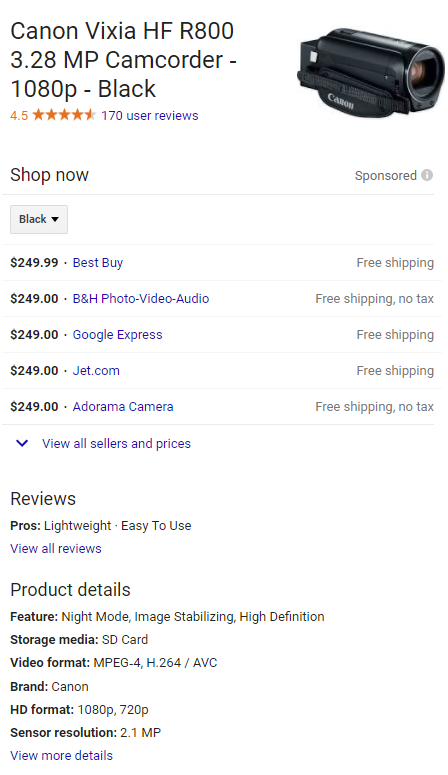 Canon Vixia HF R800
3.28 MP Camcorder -
1080p - Black
4.5 170 user reviews
Canon
Shop now Sponsored
Black
$249.99 · Best Buy Free shipping
$249.00 · B&H Photo-Video-Audio Free shipping, no tax
$249.00 · Google Express Free shipping
$249.00 · Jet.com Free shipping
$249.00 · Adorama Camera Free shipping, no tax
View all sellers and prices
Reviews
Pros: Lightweight · Easy To Use
View all reviews
Product details
Feature: Night Mode, Image Stabilizing, High Definition
Storage media: SD Card
Video format: MPEG-4, H.264 / AVC
Brand: Canon
HD format: 1080p, 720p
Sensor resolution: 2.1 MP
View more details